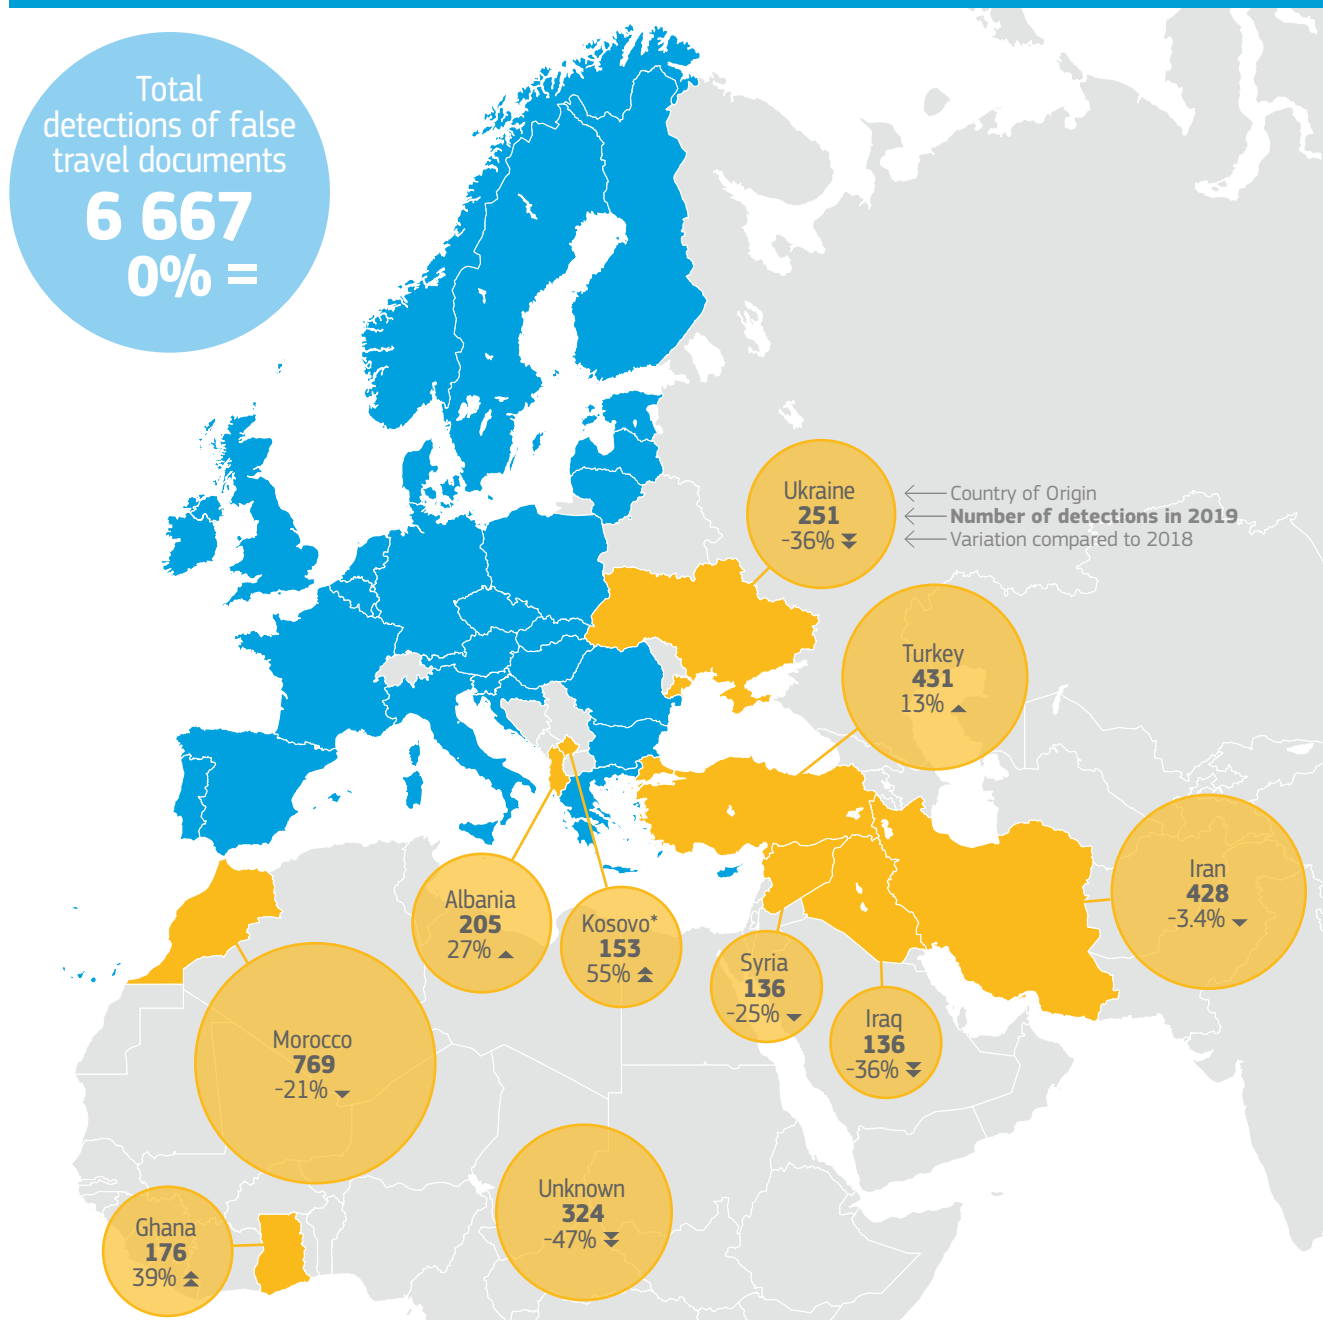 Total
detections of false
travel documents
6 667
0% =
Ukraine
251
-36%
Country of Origin
Number of detections in 2019
Variation compared to 2018
Turkey
431
13%
Iran
428
-3.4%
Albania
205
27%
Kosovo*
153
55%
Syria
136
-25%
Iraq
136
-36%
Morocco
769
-21%
Unknown
324
-47%
Ghana
176
39%